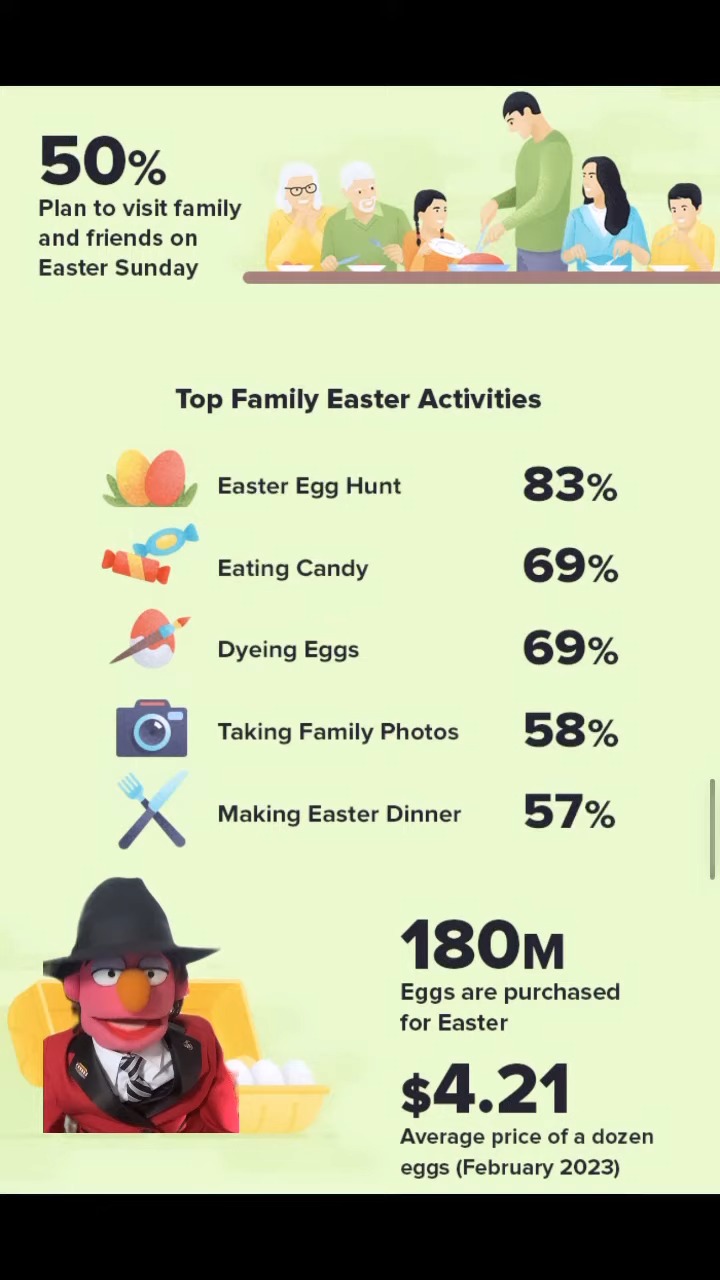 50%
Plan to visit family
and friends on
Easter Sunday
Top Family Easter Activities
Easter Egg Hunt 83%
Eating Candy 69%
Dyeing Eggs 69%
Taking Family Photos 58%
Making Easter Dinner 57%
180M
Eggs are purchased
for Easter
$4.21
Average price of a dozen
eggs (February 2023)